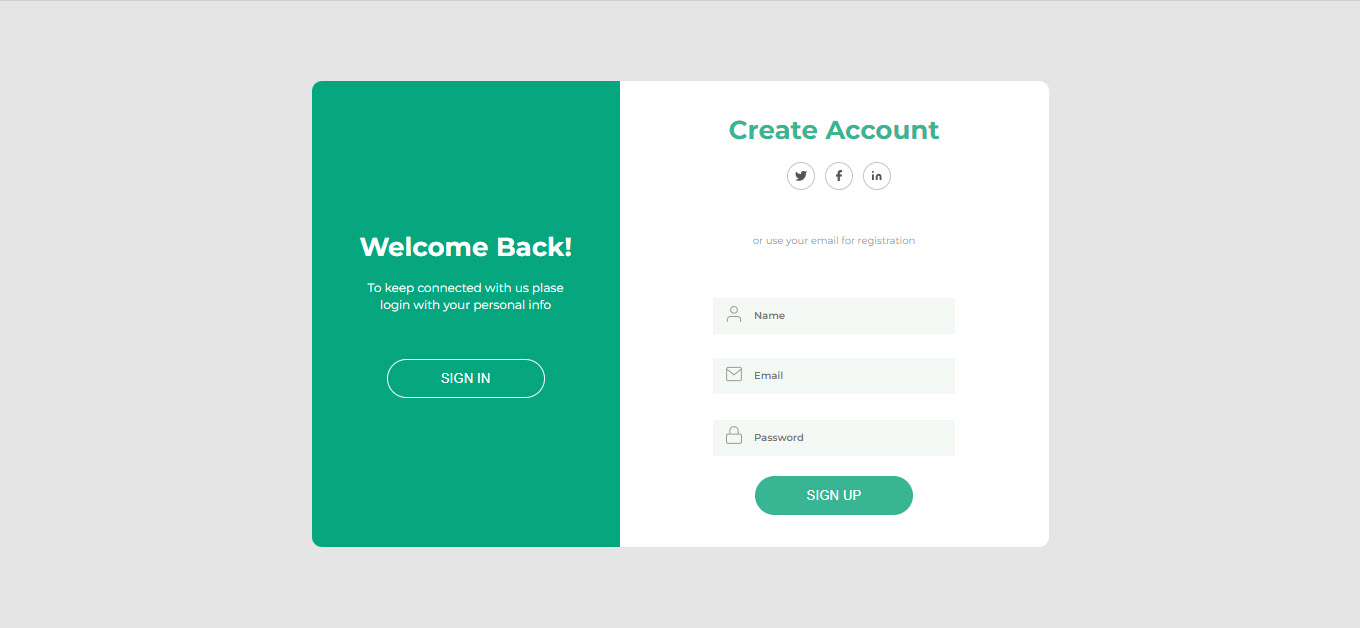 Welcome Back!
To keep connected with us plase
login with your personal info
SIGN IN
Create Account
or use your email for registration
Name
Email
Password
SIGN UP